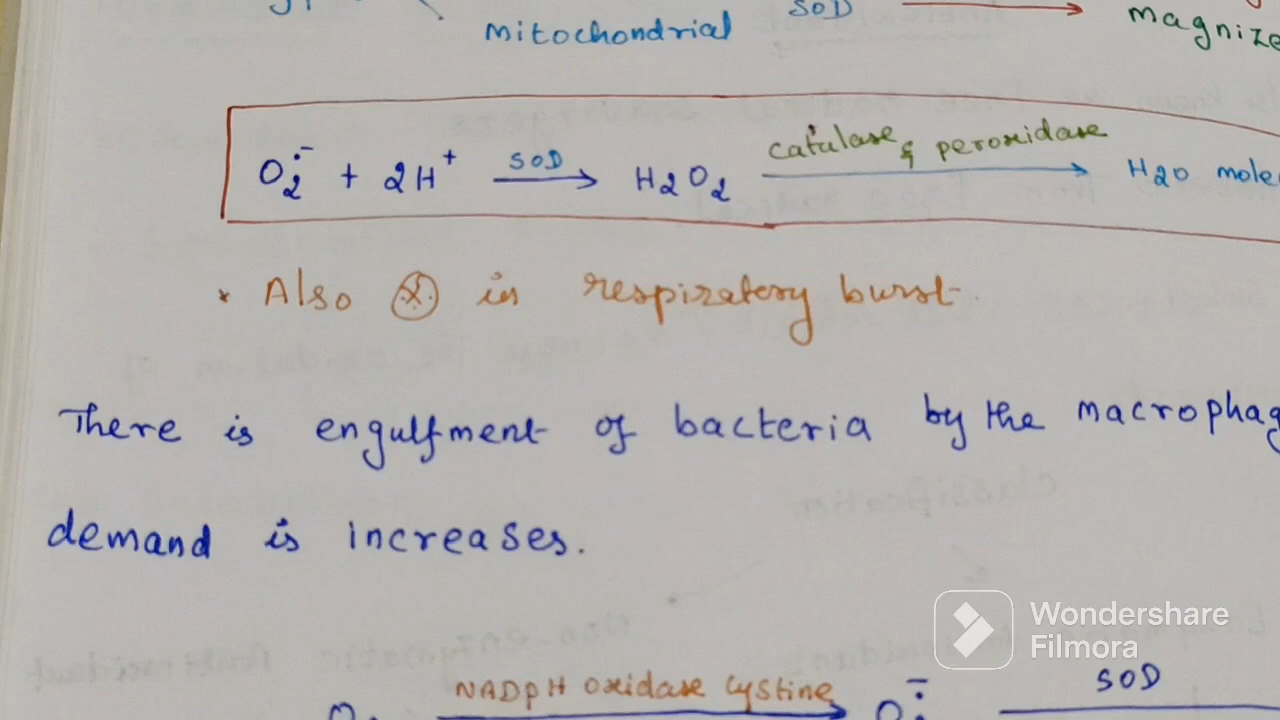 mitochondrial SOD → magnize
O₂˙⁻ + 2H⁺ SOD → H₂O₂ catalase & peroxidase → H₂O mole
* Also ⊗ in respiratory burst.
There is engulfment of bacteria by the macrophag
demand is increases.
NADPH oxidase cystine
O₂ → O₂˙⁻ SOD
Wondershare
Filmora